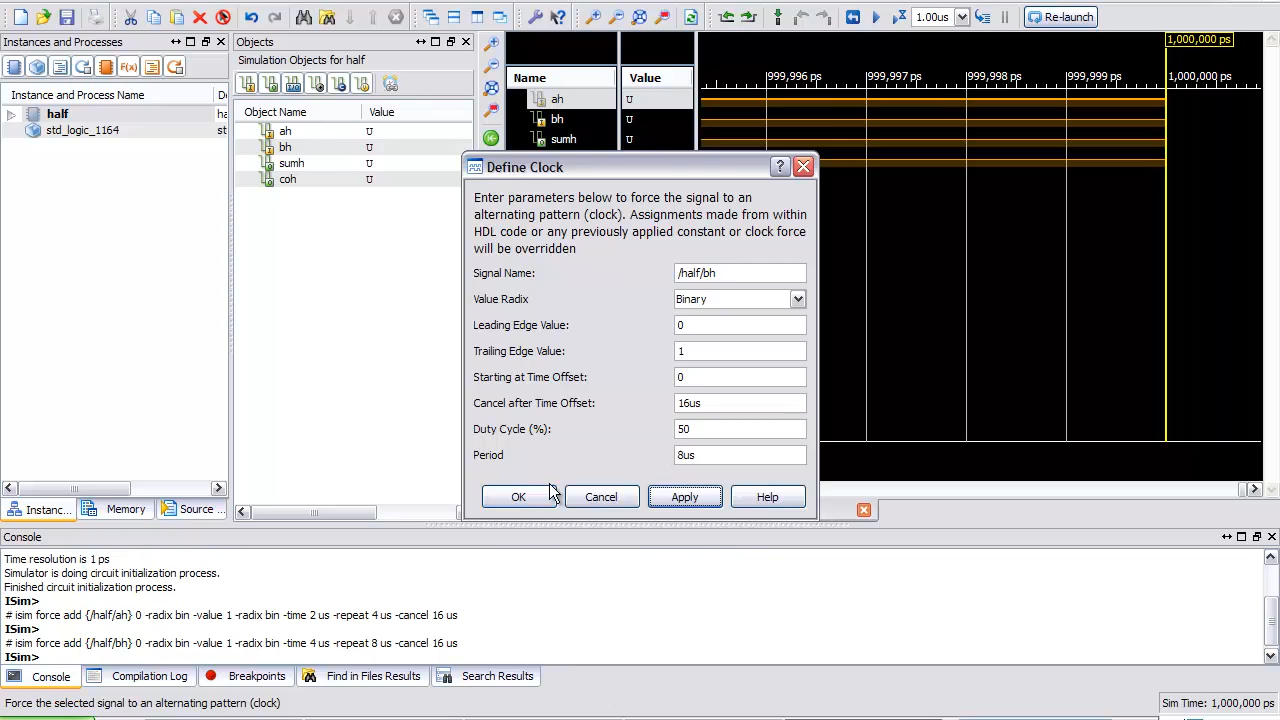 1.00us
Re-launch
Instances and Processes
Instance and Process Name
De
half
ha
std_logic_1164
st
Objects
Simulation Objects for half
Object Name
Value
ah
U
bh
U
sumh
U
coh
U
Name
Value
ah
U
bh
U
sumh
1,000,000 ps
999,996 ps
999,997 ps
999,998 ps
999,999 ps
1,000,000 ps
Define Clock
Enter parameters below to force the signal to an
alternating pattern (clock). Assignments made from within
HDL code or any previously applied constant or clock force
will be overridden
Signal Name:
/half/bh
Value Radix
Binary
Leading Edge Value:
0
Trailing Edge Value:
1
Starting at Time Offset:
0
Cancel after Time Offset:
16us
Duty Cycle (%):
50
Period
8us
OK
Cancel
Apply
Help
Instanc...
Memory
Source ...
Console
Time resolution is 1 ps
Simulator is doing circuit initialization process.
Finished circuit initialization process.
ISim>
# isim force add {/half/ah} 0 -radix bin -value 1 -radix bin -time 2 us -repeat 4 us -cancel 16 us
ISim>
# isim force add {/half/bh} 0 -radix bin -value 1 -radix bin -time 4 us -repeat 8 us -cancel 16 us
ISim>
Console
Compilation Log
Breakpoints
Find in Files Results
Search Results
Force the selected signal to an alternating pattern (clock)
Sim Time: 1,000,000 ps